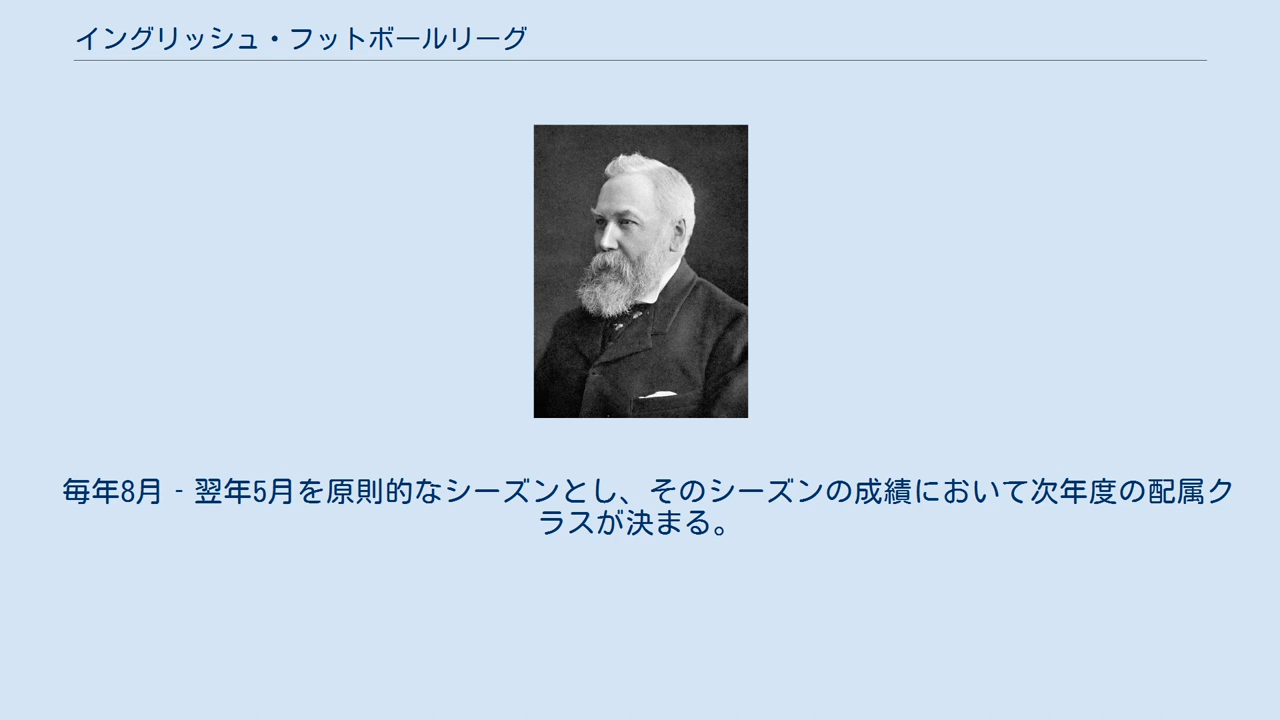 イングリッシュ・フットボールリーグ
毎年8月 - 翌年5月を原則的なシーズンとし、そのシーズンの成績において次年度の配属ク
ラスが決まる。